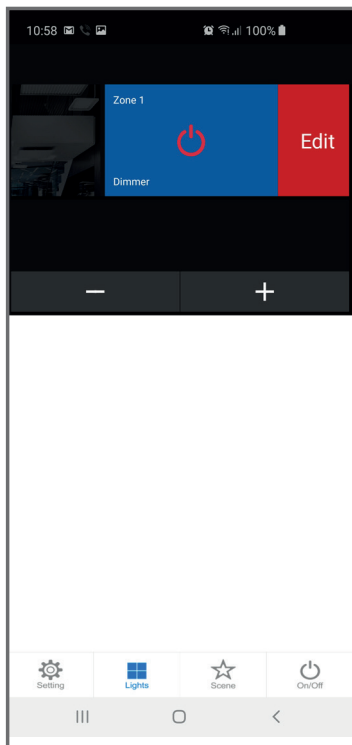 10:58 100%
Zone 1
Edit
Dimmer
− +
Setting Lights Scene On/Off